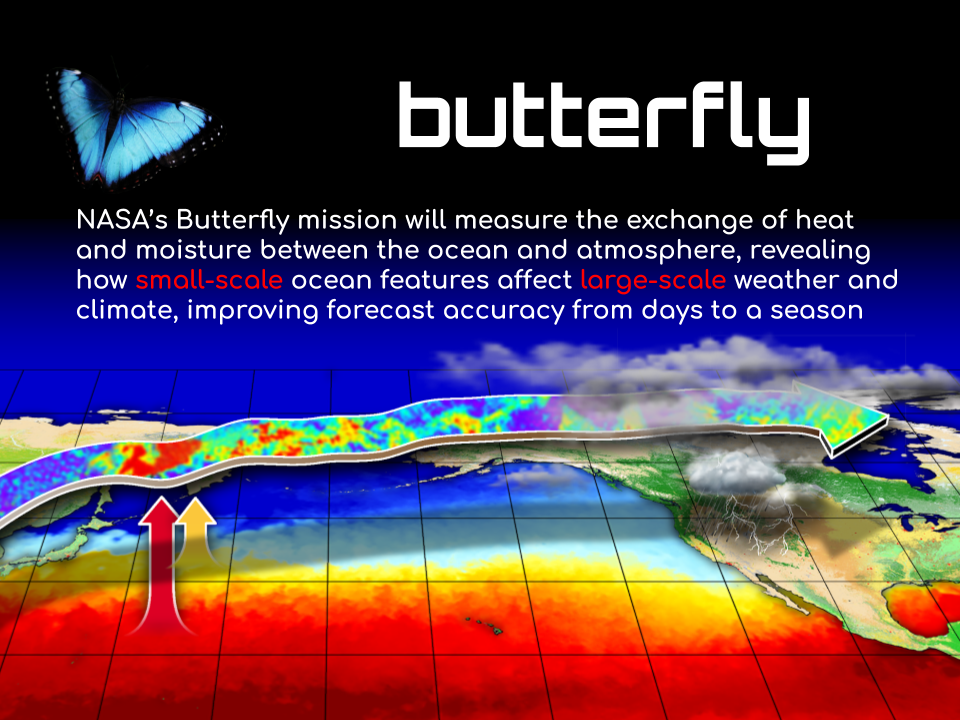 butterfly
NASA's Butterfly mission will measure the exchange of heat
and moisture between the ocean and atmosphere, revealing
how small-scale ocean features affect large-scale weather and
climate, improving forecast accuracy from days to a season